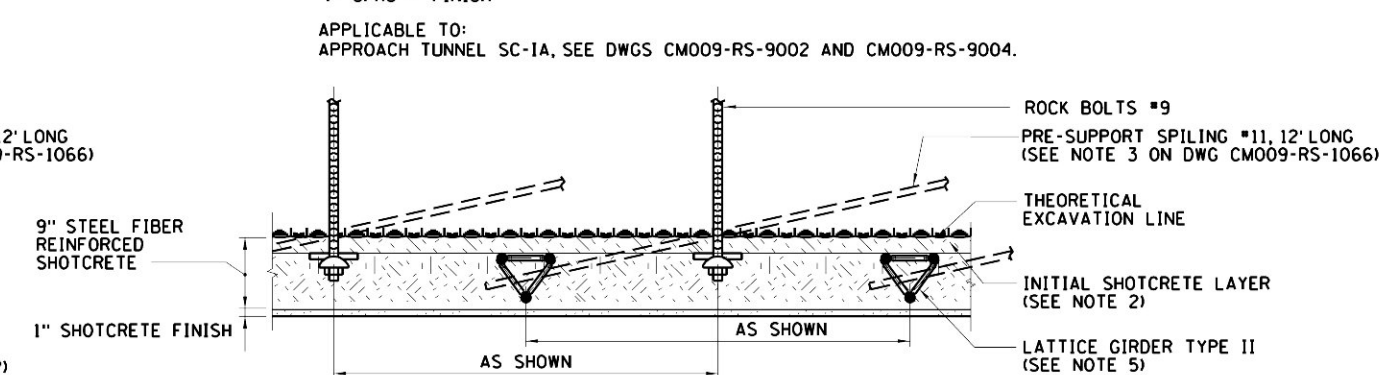 APPLICABLE TO:
APPROACH TUNNEL SC-1A, SEE DWGS CM009-RS-9002 AND CM009-RS-9004.
ROCK BOLTS #9
2' LONG
9-RS-1066)
PRE-SUPPORT SPILING #11, 12' LONG
(SEE NOTE 3 ON DWG CM009-RS-1066)
THEORETICAL
EXCAVATION LINE
9" STEEL FIBER
REINFORCED
SHOTCRETE
INITIAL SHOTCRETE LAYER
(SEE NOTE 2)
1" SHOTCRETE FINISH
AS SHOWN
AS SHOWN
LATTICE GIRDER TYPE II
(SEE NOTE 5)